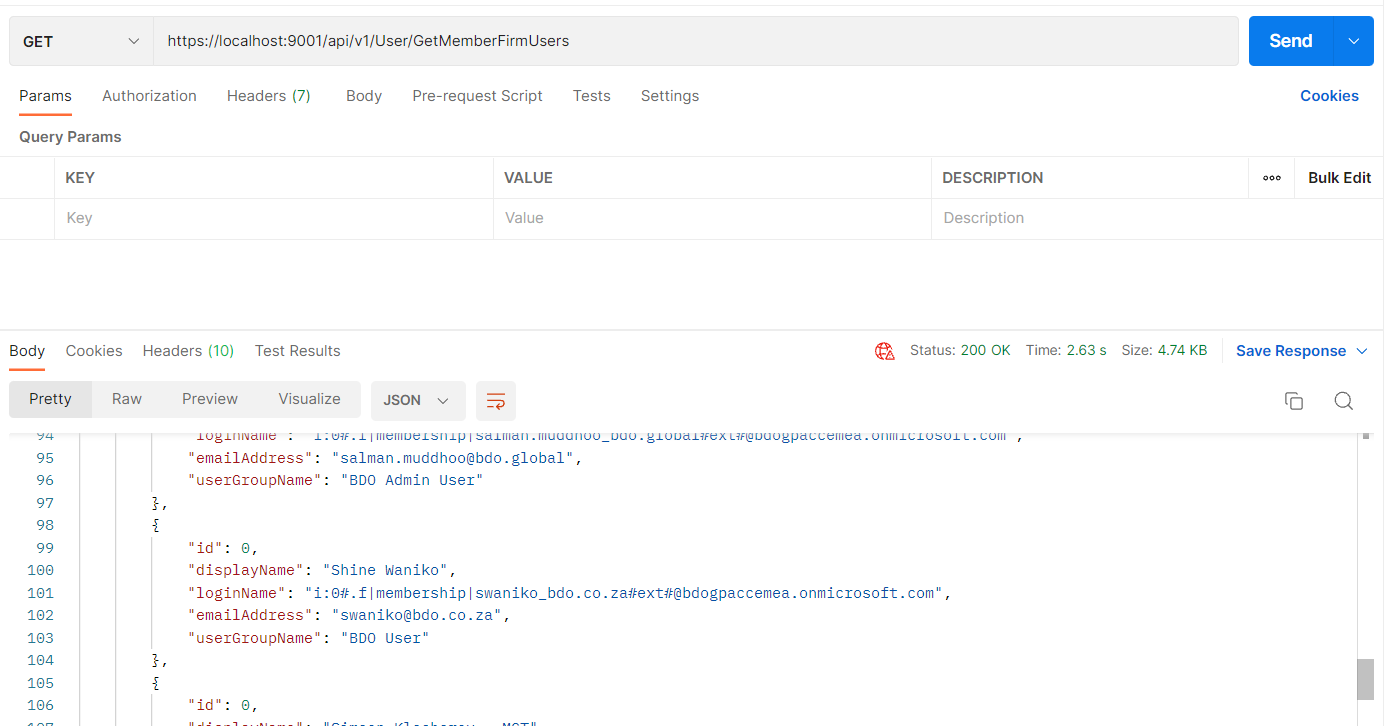 GET https://localhost:9001/api/v1/User/GetMemberFirmUsers Send
Params Authorization Headers (7) Body Pre-request Script Tests Settings Cookies
Query Params
KEY VALUE DESCRIPTION ooo Bulk Edit
Key Value Description
Body Cookies Headers (10) Test Results Status: 200 OK Time: 2.63 s Size: 4.74 KB Save Response
Pretty Raw Preview Visualize JSON
94 "loginName": "i:0#.f|membership|salman.muddhoo_bdo.global#ext#@bdogpaccemea.onmicrosoft.com",
95 "emailAddress": "salman.muddhoo@bdo.global",
96 "userGroupName": "BDO Admin User"
97 },
98 {
99 "id": 0,
100 "displayName": "Shine Waniko",
101 "loginName": "i:0#.f|membership|swaniko_bdo.co.za#ext#@bdogpaccemea.onmicrosoft.com",
102 "emailAddress": "swaniko@bdo.co.za",
103 "userGroupName": "BDO User"
104 },
105 {
106 "id": 0,
107 "displayName":